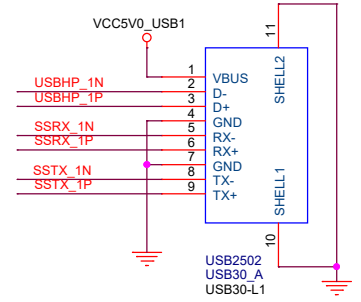 VCC5V0_USB1
11
SHELL2
1 VBUS
USBHP_1N 2 D-
USBHP_1P 3 D+
4 GND
SSRX_1N 5 RX-
SSRX_1P 6 RX+
7 GND
SSTX_1N 8 TX-
SSTX_1P 9 TX+
SHELL1
10
USB2502
USB30_A
USB30-L1